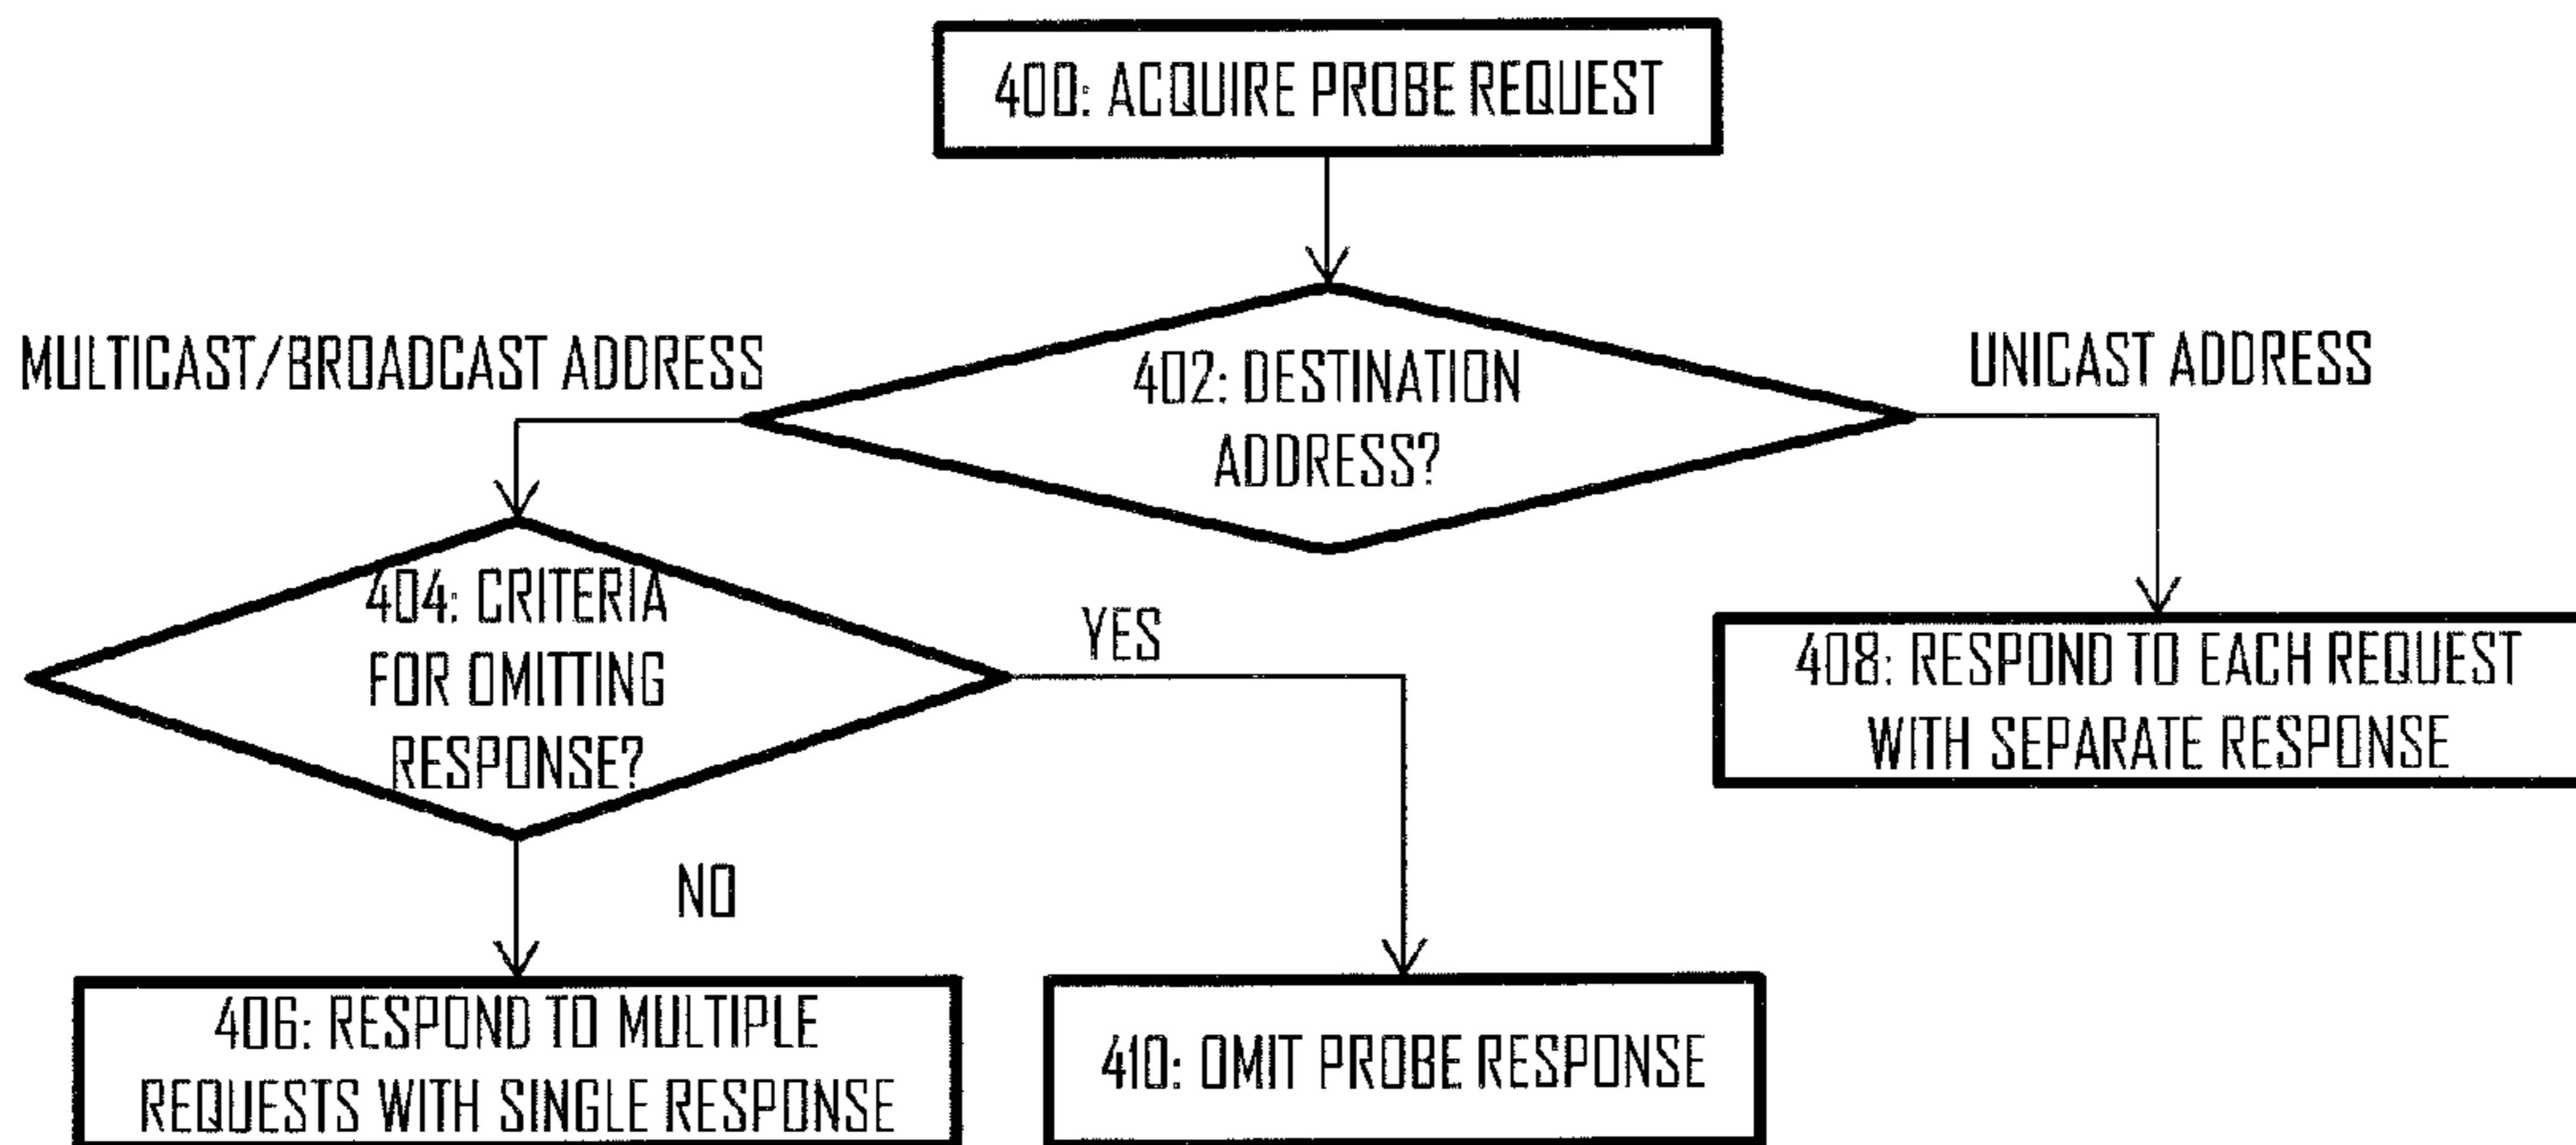 400: ACQUIRE PROBE REQUEST
MULTICAST/BROADCAST ADDRESS
402: DESTINATION
ADDRESS?
UNICAST ADDRESS
404: CRITERIA
FOR OMITTING
RESPONSE?
YES
408: RESPOND TO EACH REQUEST
WITH SEPARATE RESPONSE
NO
406: RESPOND TO MULTIPLE
REQUESTS WITH SINGLE RESPONSE
410: OMIT PROBE RESPONSE